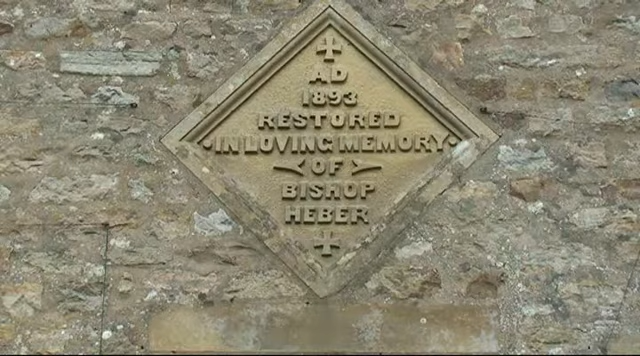 AD
1893
RESTORED
IN LOVING MEMORY
OF
BISHOP
HEBER